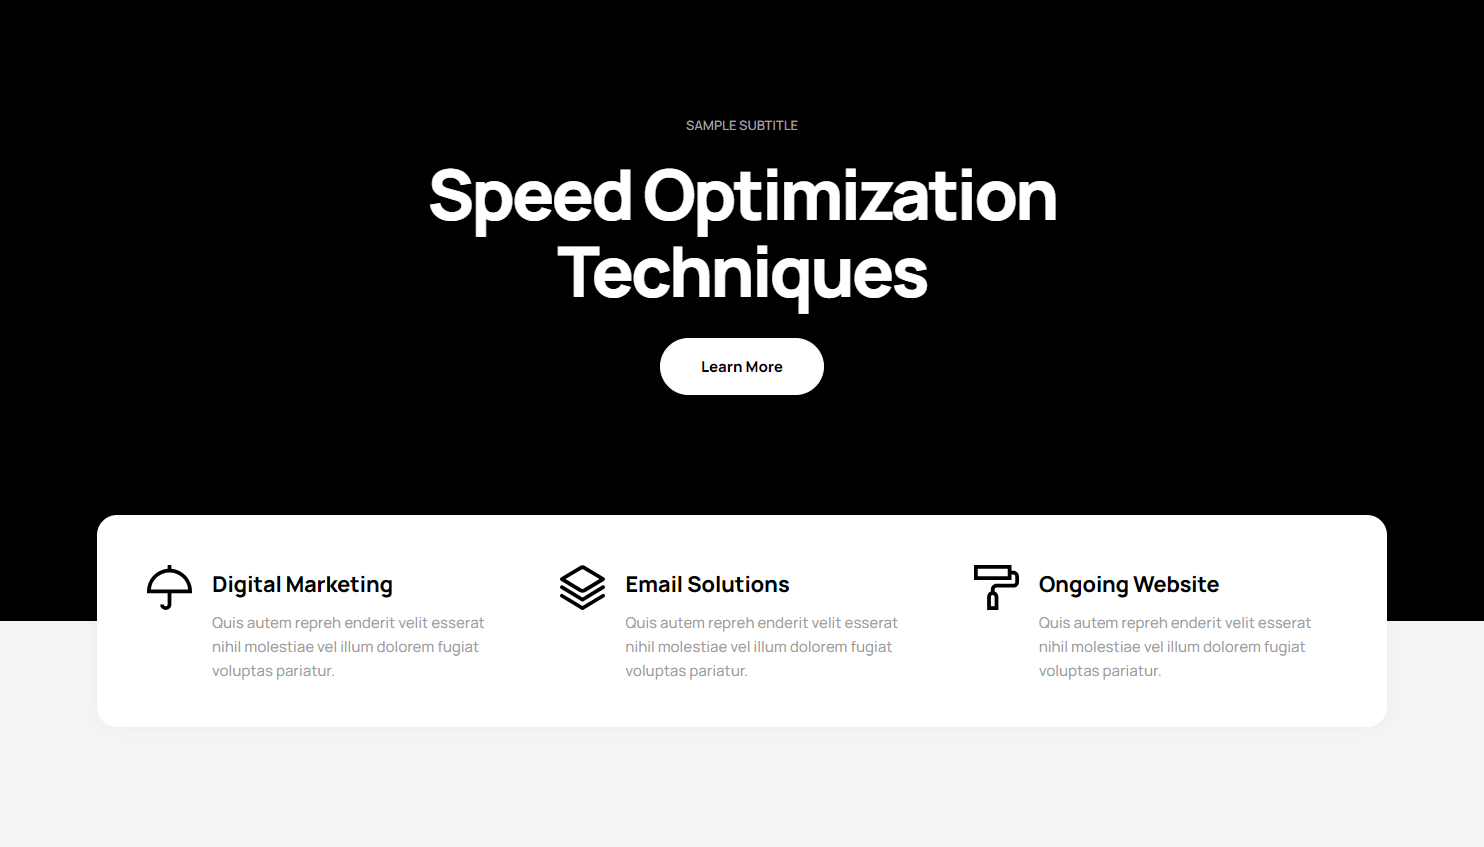 SAMPLE SUBTITLE
Speed Optimization
Techniques
Learn More
Digital Marketing
Quis autem repreh enderit velit esserat
nihil molestiae vel illum dolorem fugiat
voluptas pariatur.
Email Solutions
Quis autem repreh enderit velit esserat
nihil molestiae vel illum dolorem fugiat
voluptas pariatur.
Ongoing Website
Quis autem repreh enderit velit esserat
nihil molestiae vel illum dolorem fugiat
voluptas pariatur.